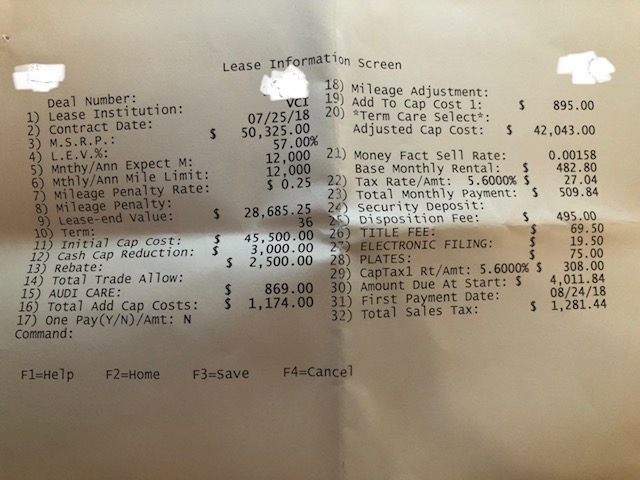 Lease Information Screen
Deal Number:
1) Lease Institution: VCI
2) Contract Date: 07/25/18
3) M.S.R.P.: $ 50,325.00
4) L.E.V.%: 57.00%
5) Mnthy/Ann Expect M: 12,000
6) Mthly/Ann Mile Limit: 12,000
7) Mileage Penalty Rate: $ 0.25
8) Mileage Penalty:
9) Lease-end Value: $ 28,685.25
10) Term: 36
11) Initial Cap Cost: $ 45,500.00
12) Cash Cap Reduction: $ 3,000.00
13) Rebate: $ 2,500.00
14) Total Trade Allow:
15) AUDI CARE: $ 869.00
16) Total Add Cap Costs: $ 1,174.00
17) One Pay(Y/N)/Amt: N
Command:
18) Mileage Adjustment:
19) Add To Cap Cost 1: $ 895.00
20) *Term Care Select*:
Adjusted Cap Cost: $ 42,043.00
21) Money Fact Sell Rate: 0.00158
Base Monthly Rental: $ 482.80
22) Tax Rate/Amt: 5.6000% $ 27.04
23) Total Monthly Payment: $ 509.84
24) Security Deposit:
25) Disposition Fee: $ 495.00
26) TITLE FEE: $ 69.50
27) ELECTRONIC FILING: $ 19.50
28) PLATES: $ 75.00
29) CapTax1 Rt/Amt: 5.6000% $ 308.00
30) Amount Due At Start: $ 4,011.84
31) First Payment Date: 08/24/18
32) Total Sales Tax: $ 1,281.44
F1=Help F2=Home F3=Save F4=Cancel